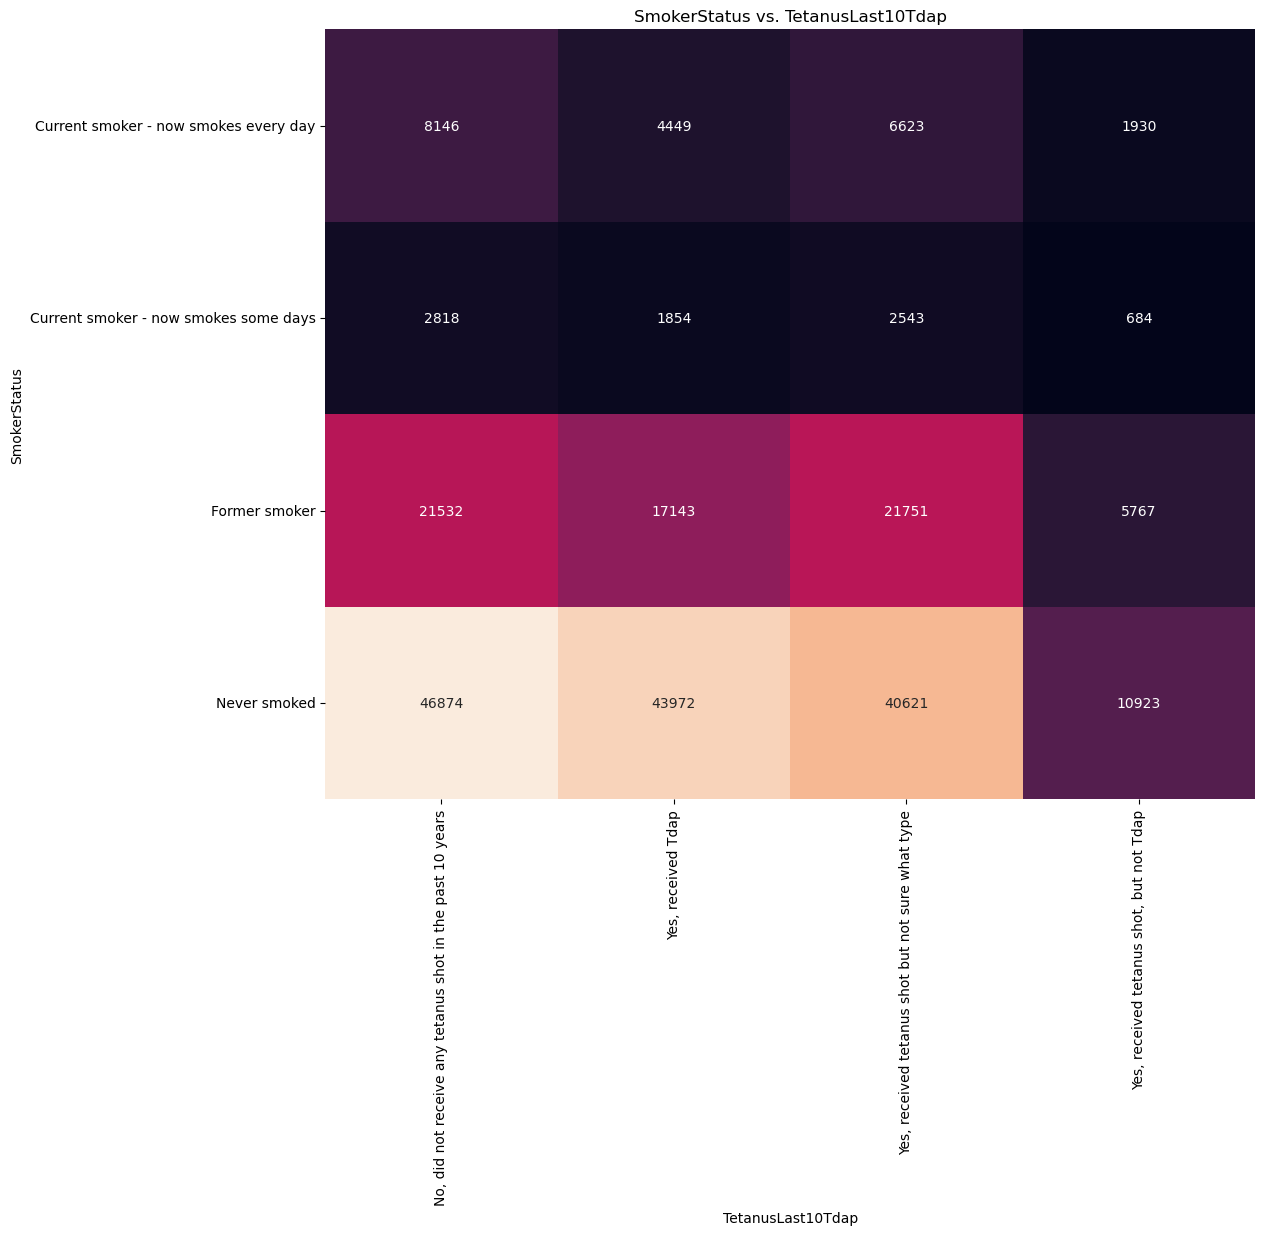 SmokerStatus vs. TetanusLast10Tdap
Current smoker - now smokes every day
8146 4449 6623 1930
Current smoker - now smokes some days
2818 1854 2543 684
Former smoker
21532 17143 21751 5767
Never smoked
46874 43972 40621 10923
SmokerStatus
No, did not receive any tetanus shot in the past 10 years
Yes, received Tdap
Yes, received tetanus shot but not sure what type
Yes, received tetanus shot, but not Tdap
TetanusLast10Tdap